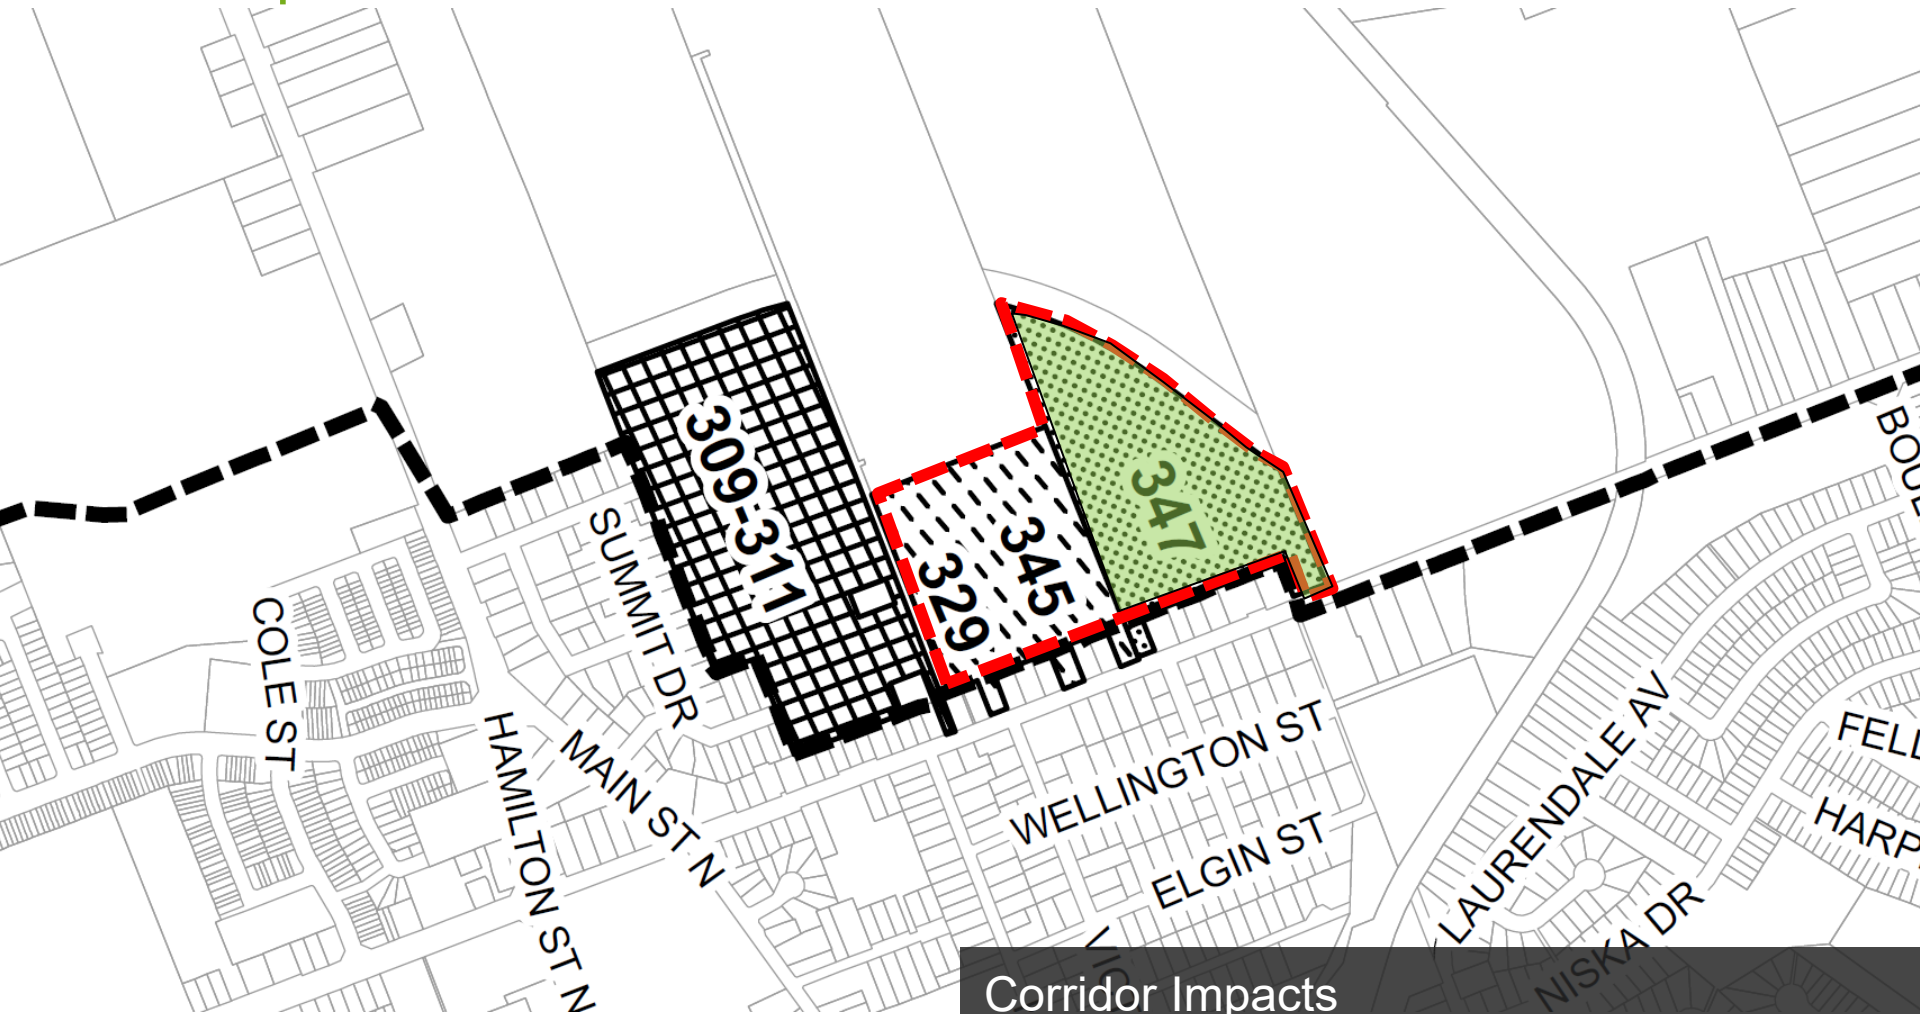 309-311
347
345
329
SUMMIT DR
COLE ST
HAMILTON ST N
MAIN ST N
WELLINGTON ST
ELGIN ST
LAURENDALE AV
NISKA DR
Corridor Impacts